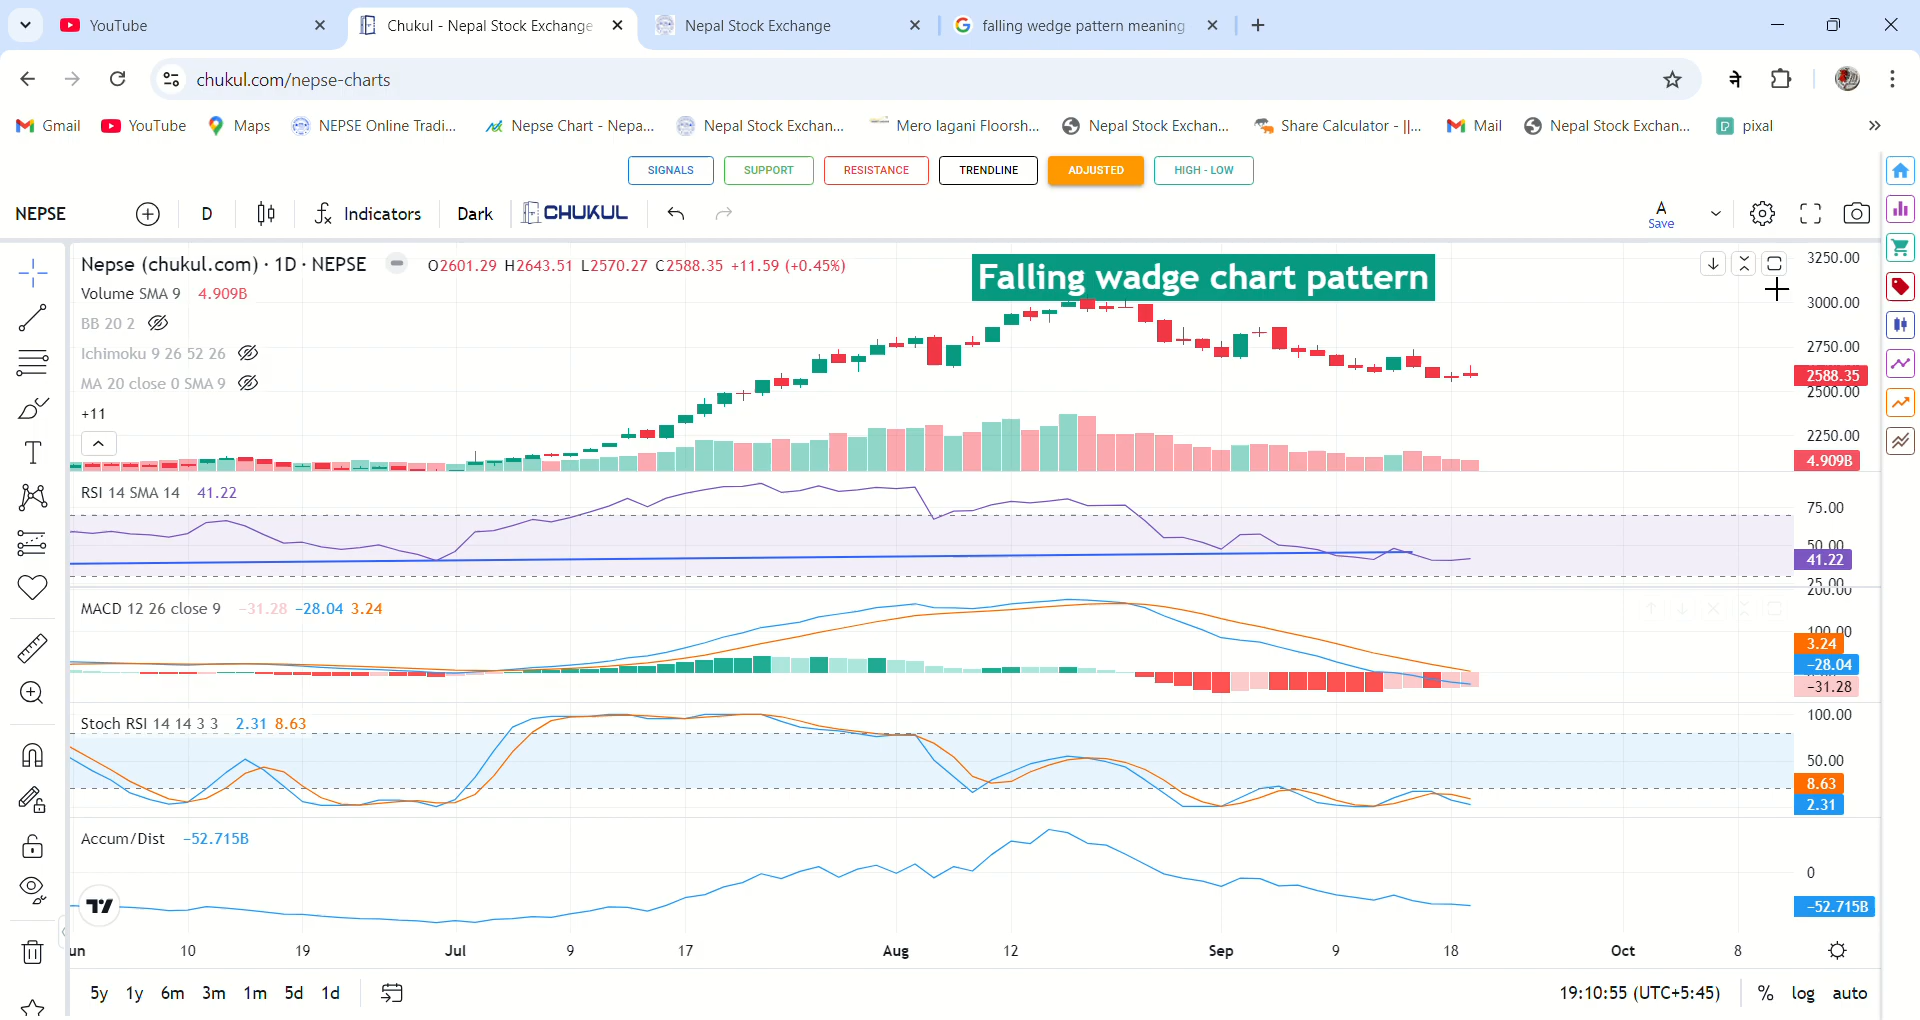 YouTube
Chukul - Nepal Stock Exchange
Nepal Stock Exchange
falling wedge pattern meaning
chukul.com/nepse-charts
ने
Gmail
YouTube
Maps
NEPSE Online Tradi...
Nepse Chart - Nepa...
Nepal Stock Exchan...
Mero lagani Floorsh...
Nepal Stock Exchan...
Share Calculator - ||...
Mail
Nepal Stock Exchan...
pixal
SIGNALS
SUPPORT
RESISTANCE
TRENDLINE
ADJUSTED
HIGH - LOW
NEPSE
D
Indicators
Dark
CHUKUL
A
Save
Nepse (chukul.com) · 1D · NEPSE
O2601.29 H2643.51 L2570.27 C2588.35 +11.59 (+0.45%)
Falling wadge chart pattern
Volume SMA 9 4.909B
BB 20 2
Ichimoku 9 26 52 26
MA 20 close 0 SMA 9
+11
3250.00
3000.00
2750.00
2588.35
2500.00
2250.00
4.909B
RSI 14 SMA 14 41.22
75.00
50.00
41.22
25.00
MACD 12 26 close 9 −31.28 −28.04 3.24
200.00
100.00
3.24
−28.04
−31.28
Stoch RSI 14 14 3 3 2.31 8.63
100.00
50.00
8.63
2.31
Accum/Dist −52.715B
0
−52.715B
un 10 19 Jul 9 17 Aug 12 Sep 9 18 Oct 8
5y 1y 6m 3m 1m 5d 1d
19:10:55 (UTC+5:45)
% log auto